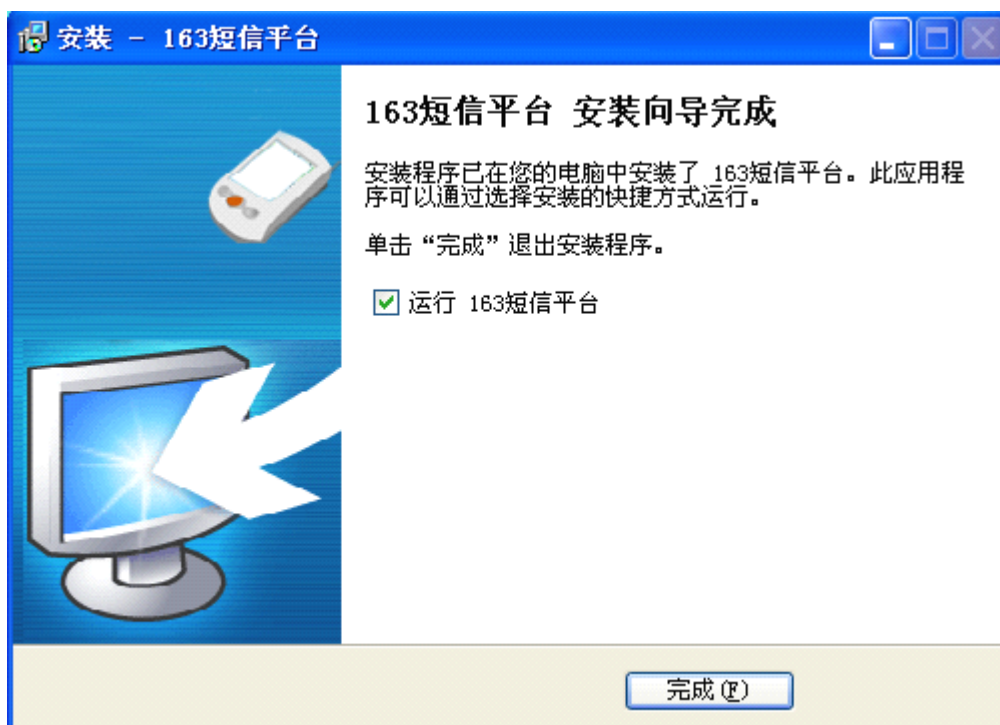 安装 - 163短信平台
163短信平台 安装向导完成
安装程序已在您的电脑中安装了 163短信平台。此应用程
序可以通过选择安装的快捷方式运行。
单击“完成”退出安装程序。
运行 163短信平台
完成(F)